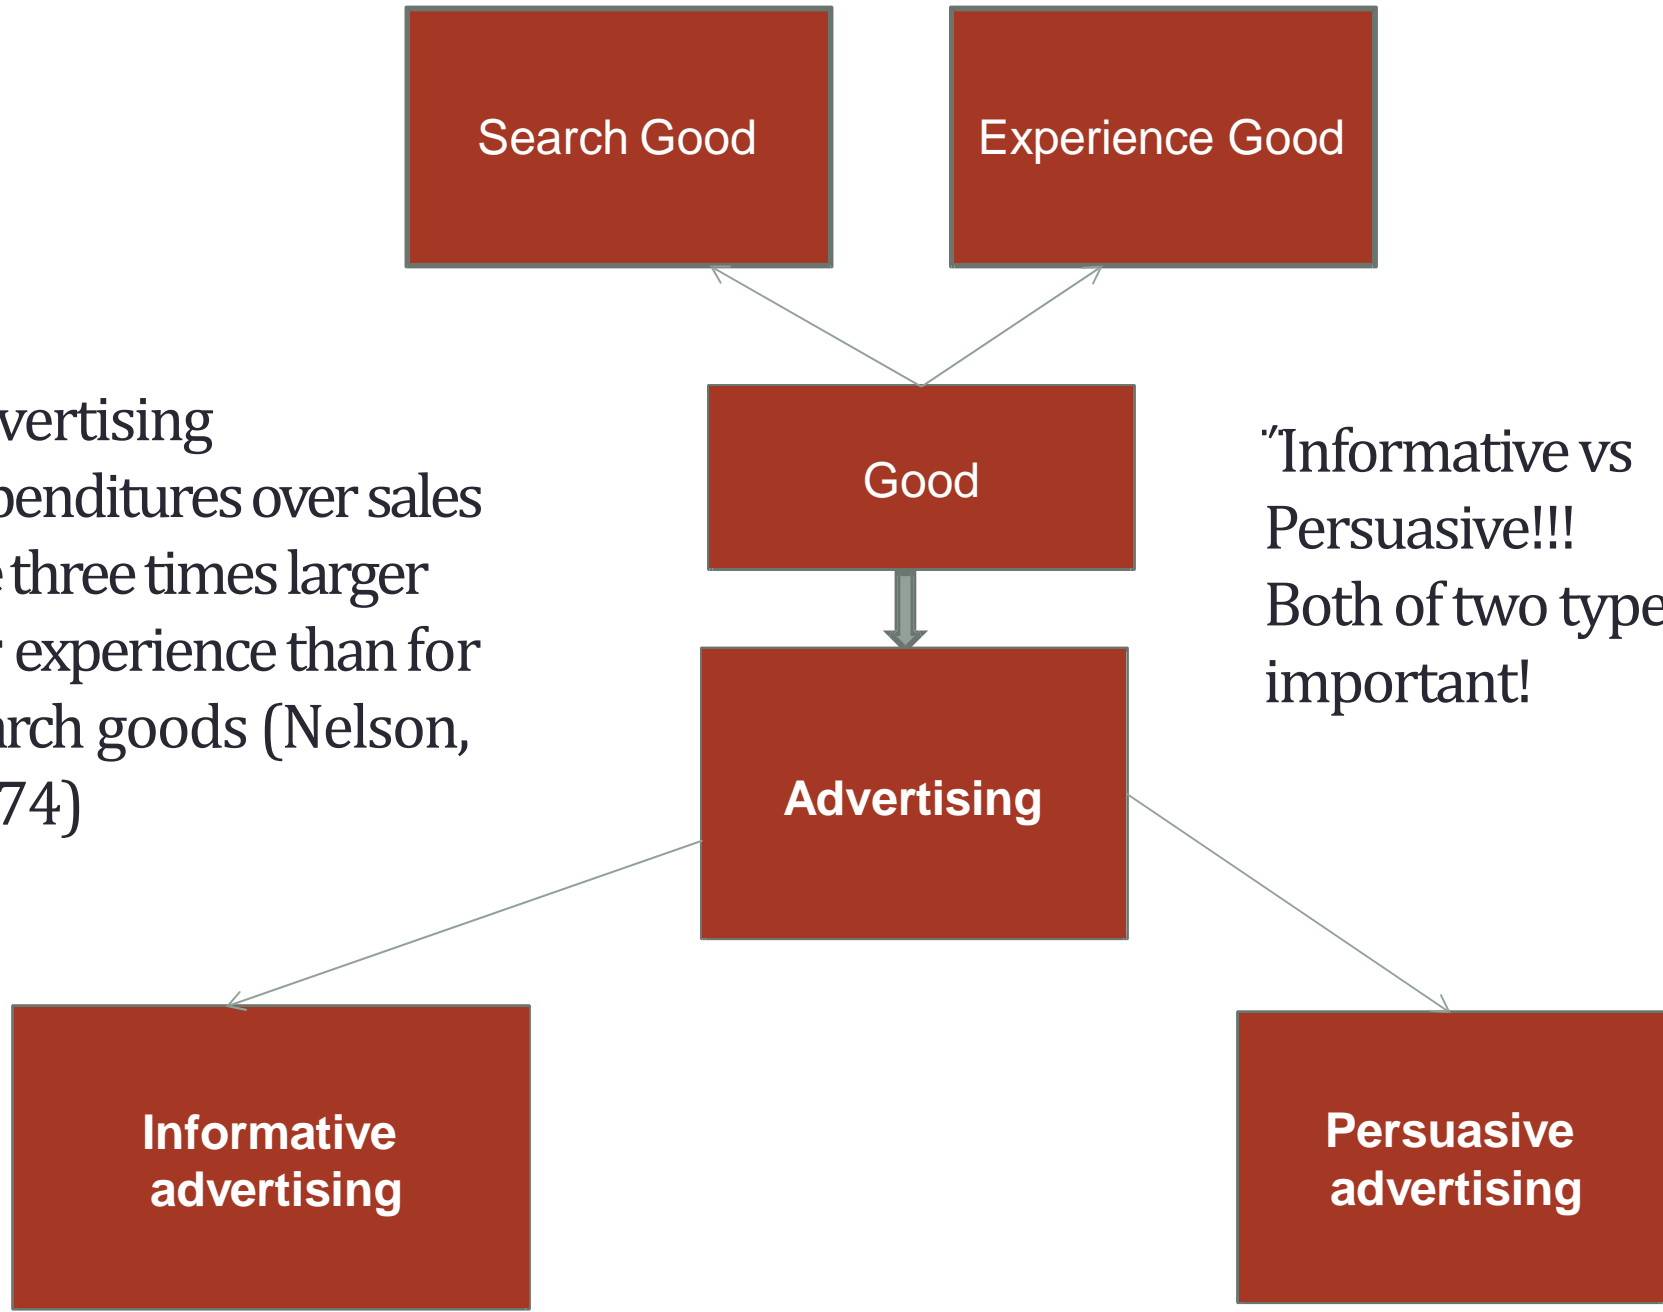 Search Good
Experience Good
Good
vertising
penditures over sales
e three times larger
r experience than for
arch goods (Nelson,
74)
"Informative vs
Persuasive!!!
Both of two type
important!
Advertising
Informative
advertising
Persuasive
advertising